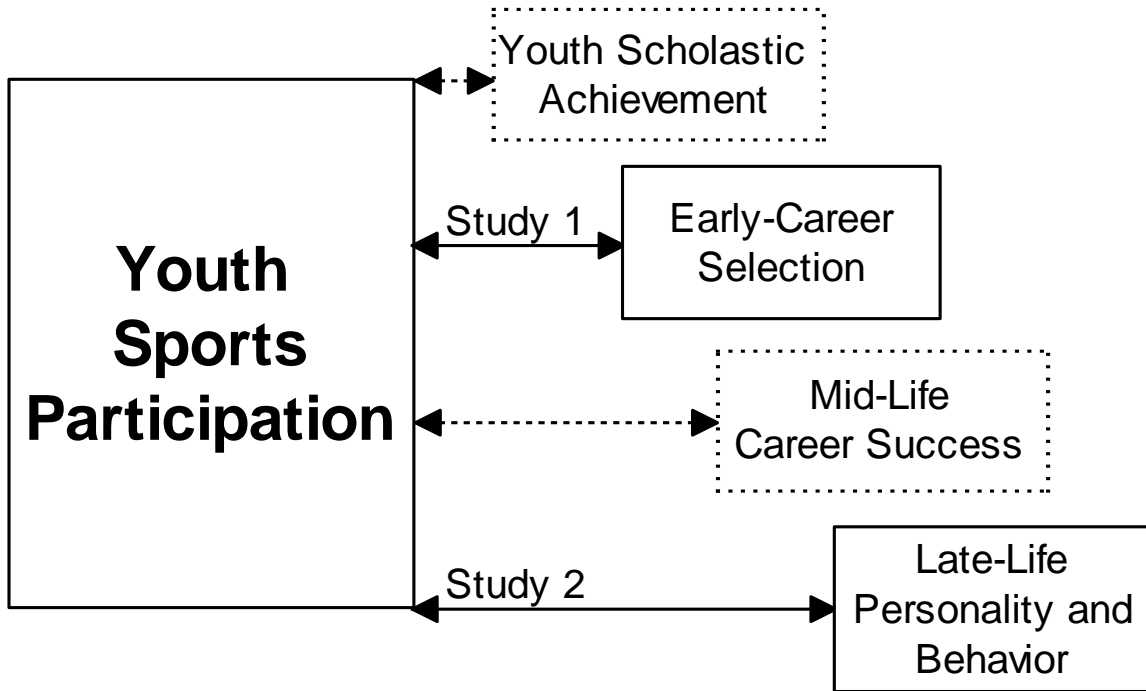 Youth Scholastic
Achievement
Study 1
Early-Career
Selection
Youth
Sports
Participation
Mid-Life
Career Success
Study 2
Late-Life
Personality and
Behavior